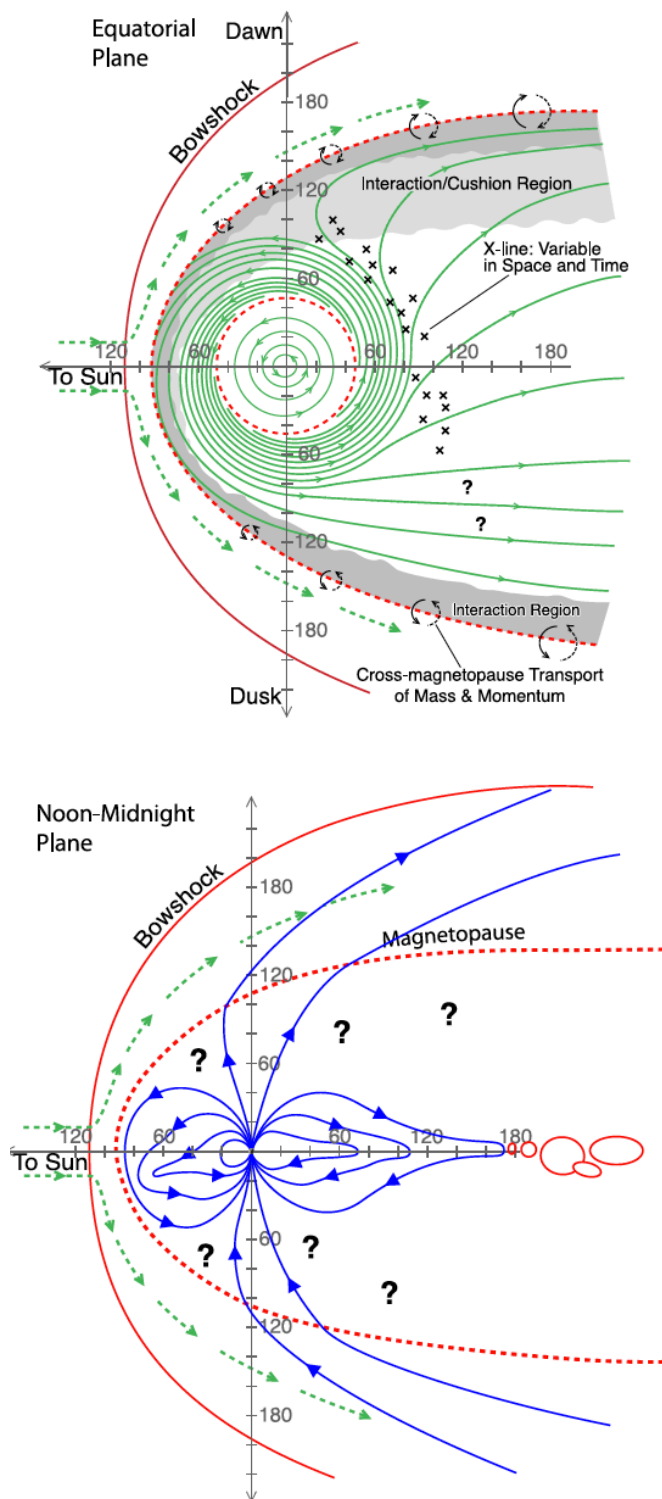 Equatorial
Plane
Dawn
Bowshock
180
120
Interaction/Cushion Region
X-line: Variable
in Space and Time
60
120
60
60
120
180
To Sun
60
?
?
120
Interaction Region
180
Cross-magnetopause Transport
of Mass & Momentum
Dusk
Noon-Midnight
Plane
Bowshock
180
Magnetopause
120
?
?
?
60
120
60
60
120
180
To Sun
60
?
?
?
120
180